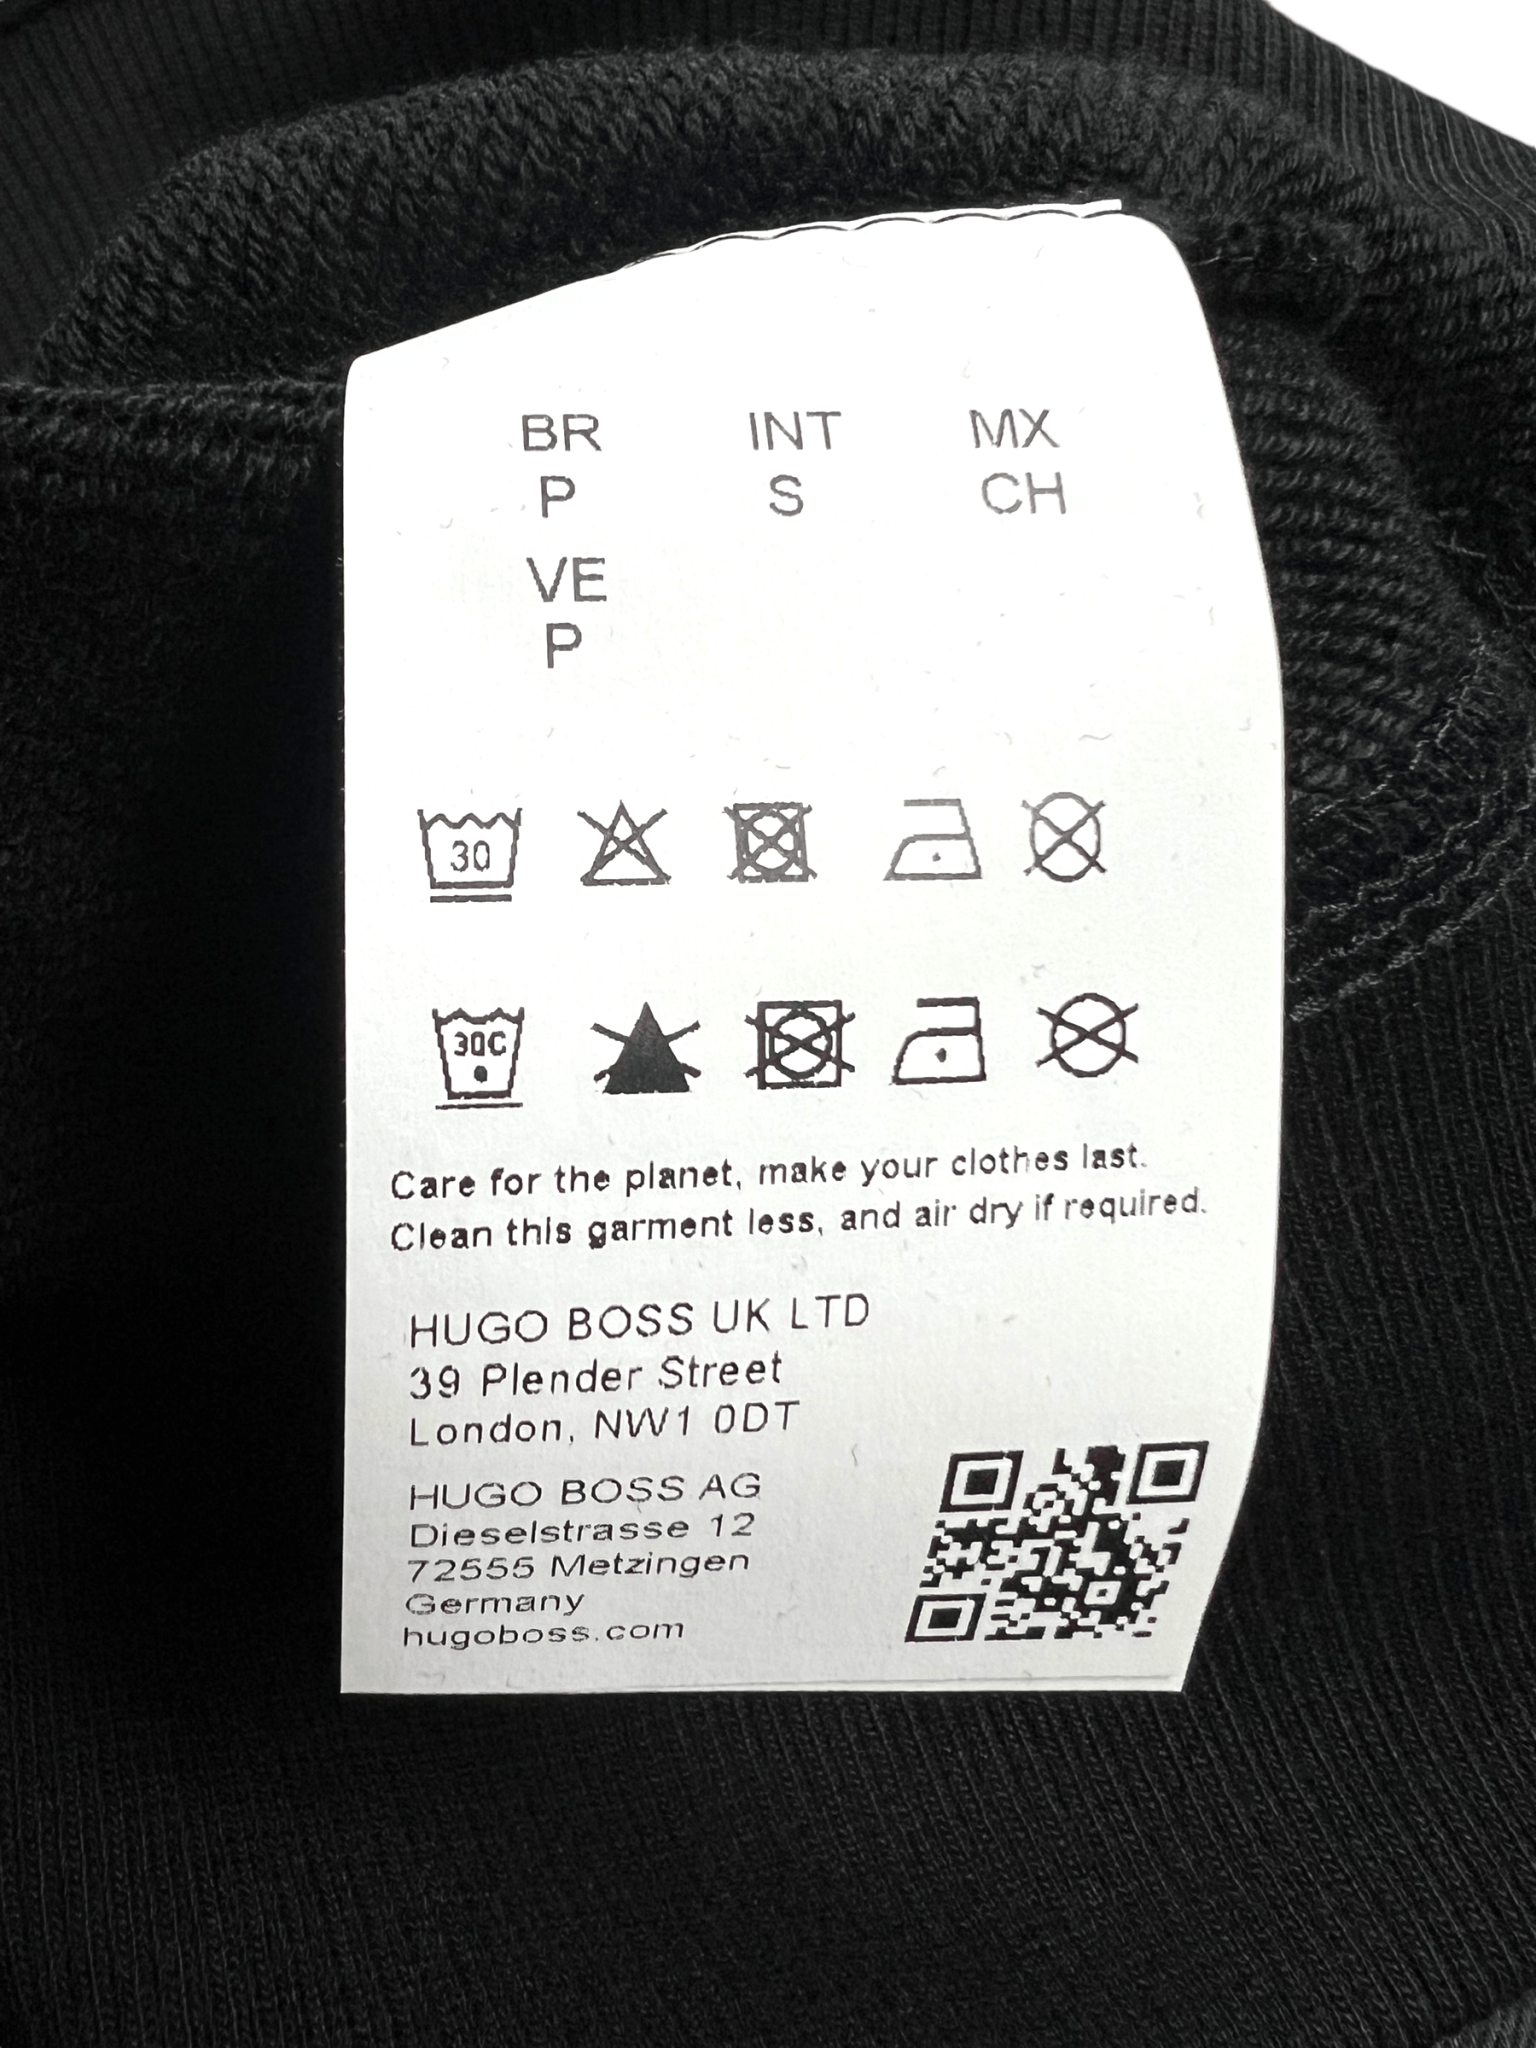 BR INT MX
P S CH
VE
P
30
30C
Care for the planet, make your clothes last.
Clean this garment less, and air dry if required.
HUGO BOSS UK LTD
39 Plender Street
London, NW1 0DT
HUGO BOSS AG
Dieselstrasse 12
72555 Metzingen
Germany
hugoboss.com